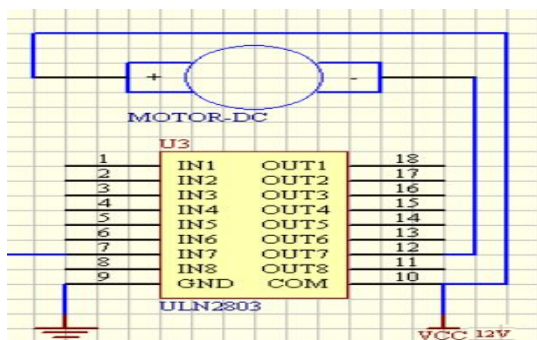 + -
MOTOR-DC
U3
1 IN1 OUT1 18
2 IN2 OUT2 17
3 IN3 OUT3 16
4 IN4 OUT4 15
5 IN5 OUT5 14
6 IN6 OUT6 13
7 IN7 OUT7 12
8 IN8 OUT8 11
9 GND COM 10
ULN2803
VCC 12V